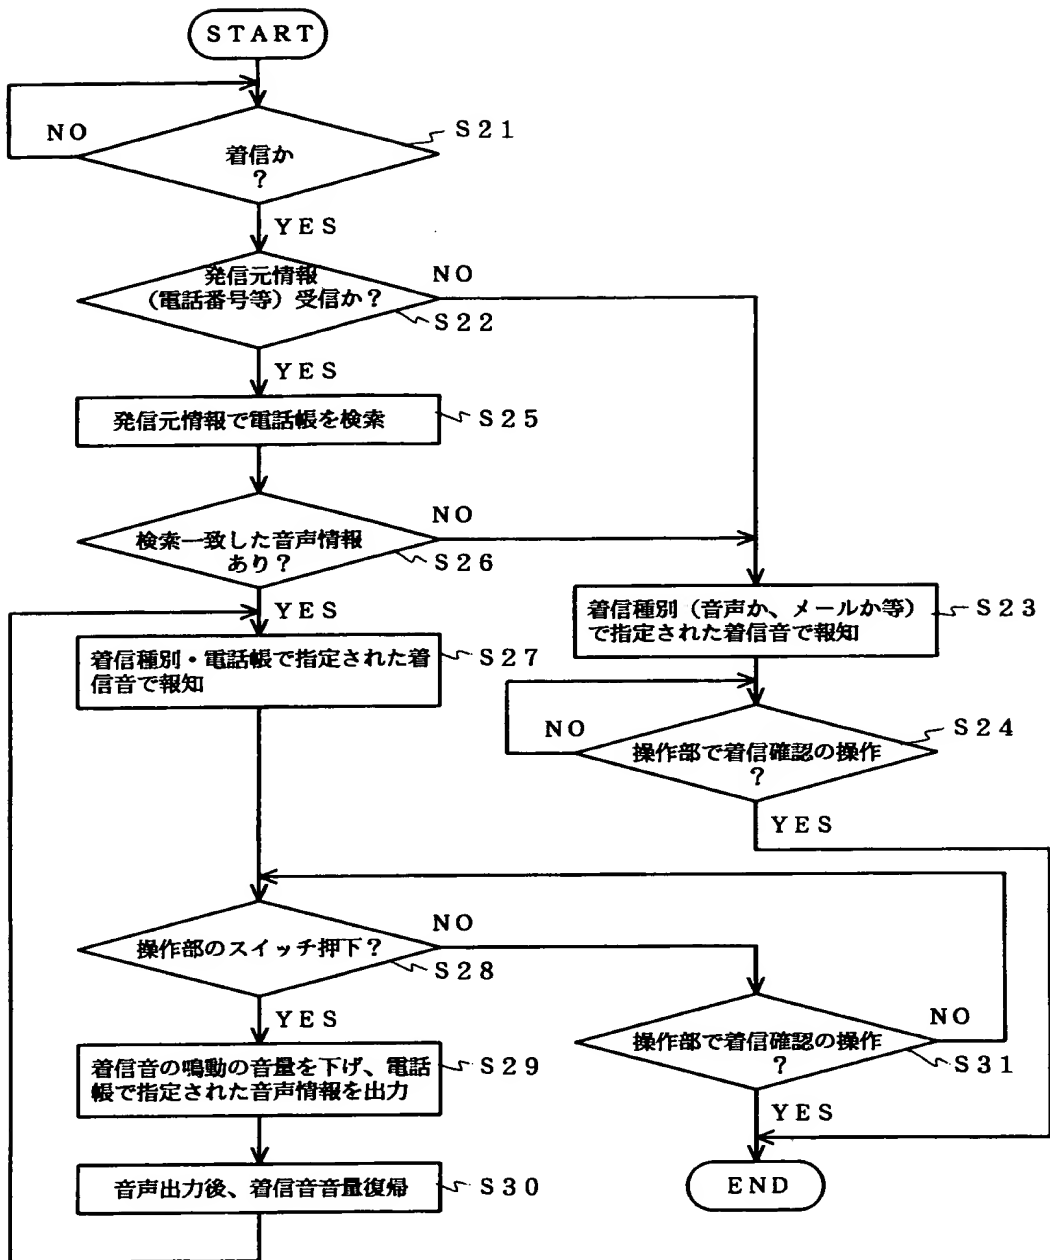 START
着信か
?
NO
S21
YES
発信元情報
(電話番号等)受信か?
NO
S22
YES
発信元情報で電話帳を検索
S25
検索一致した音声情報
あり?
NO
S26
YES
着信種別(音声か、メールか等)
で指定された着信音で報知
S23
着信種別・電話帳で指定された着
信音で報知
S27
NO
操作部で着信確認の操作
?
S24
YES
操作部のスイッチ押下?
NO
S28
YES
操作部で着信確認の操作
?
NO
S31
YES
着信音の鳴動の音量を下げ、電話
帳で指定された音声情報を出力
S29
音声出力後、着信音音量復帰
S30
END